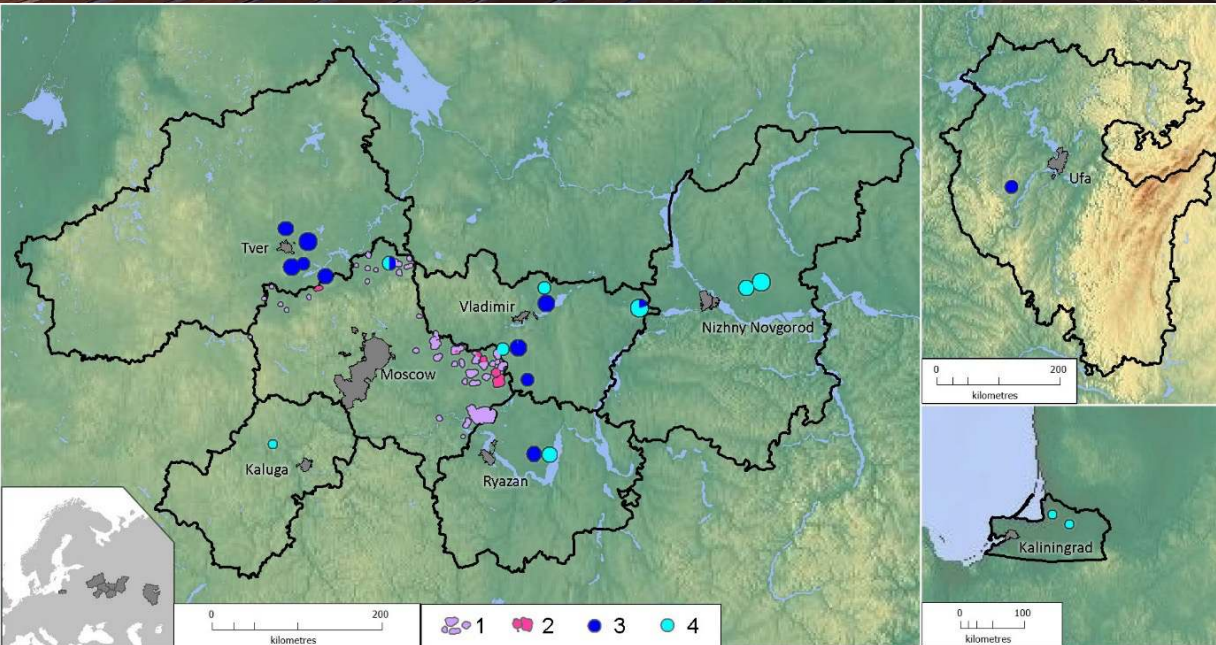 Tver
Vladimir
Nizhny Novgorod
Moscow
Kaluga
Ryazan
0 200
kilometres
1 2 3 4
Ufa
0 200
kilometres
Kaliningrad
0 100
kilometres